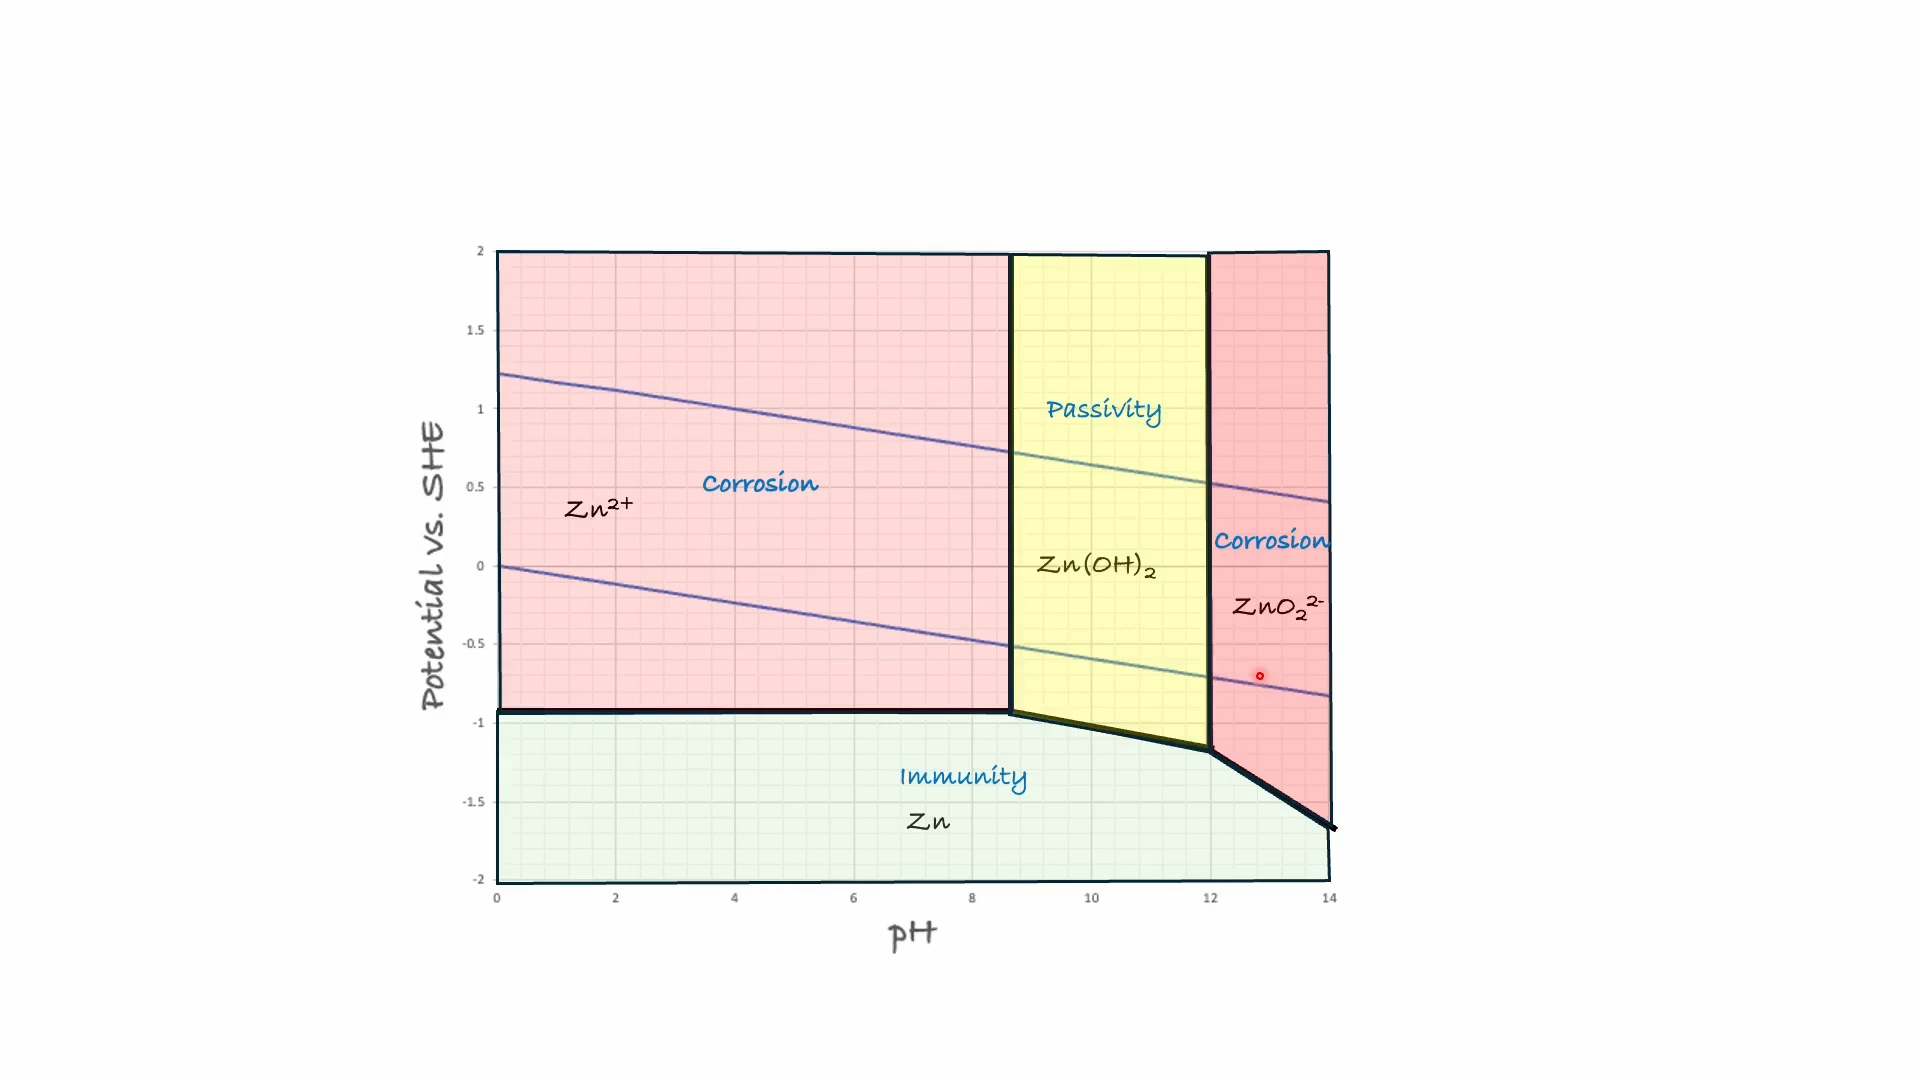 2
1.5
1
0.5
0
-0.5
-1
-1.5
-2
Potential vs. SHE
Passivity
Corrosion
Zn²⁺
Corrosion
Zn(OH)₂
ZnO₂²⁻
Immunity
Zn
0 2 4 6 8 10 12 14
pH